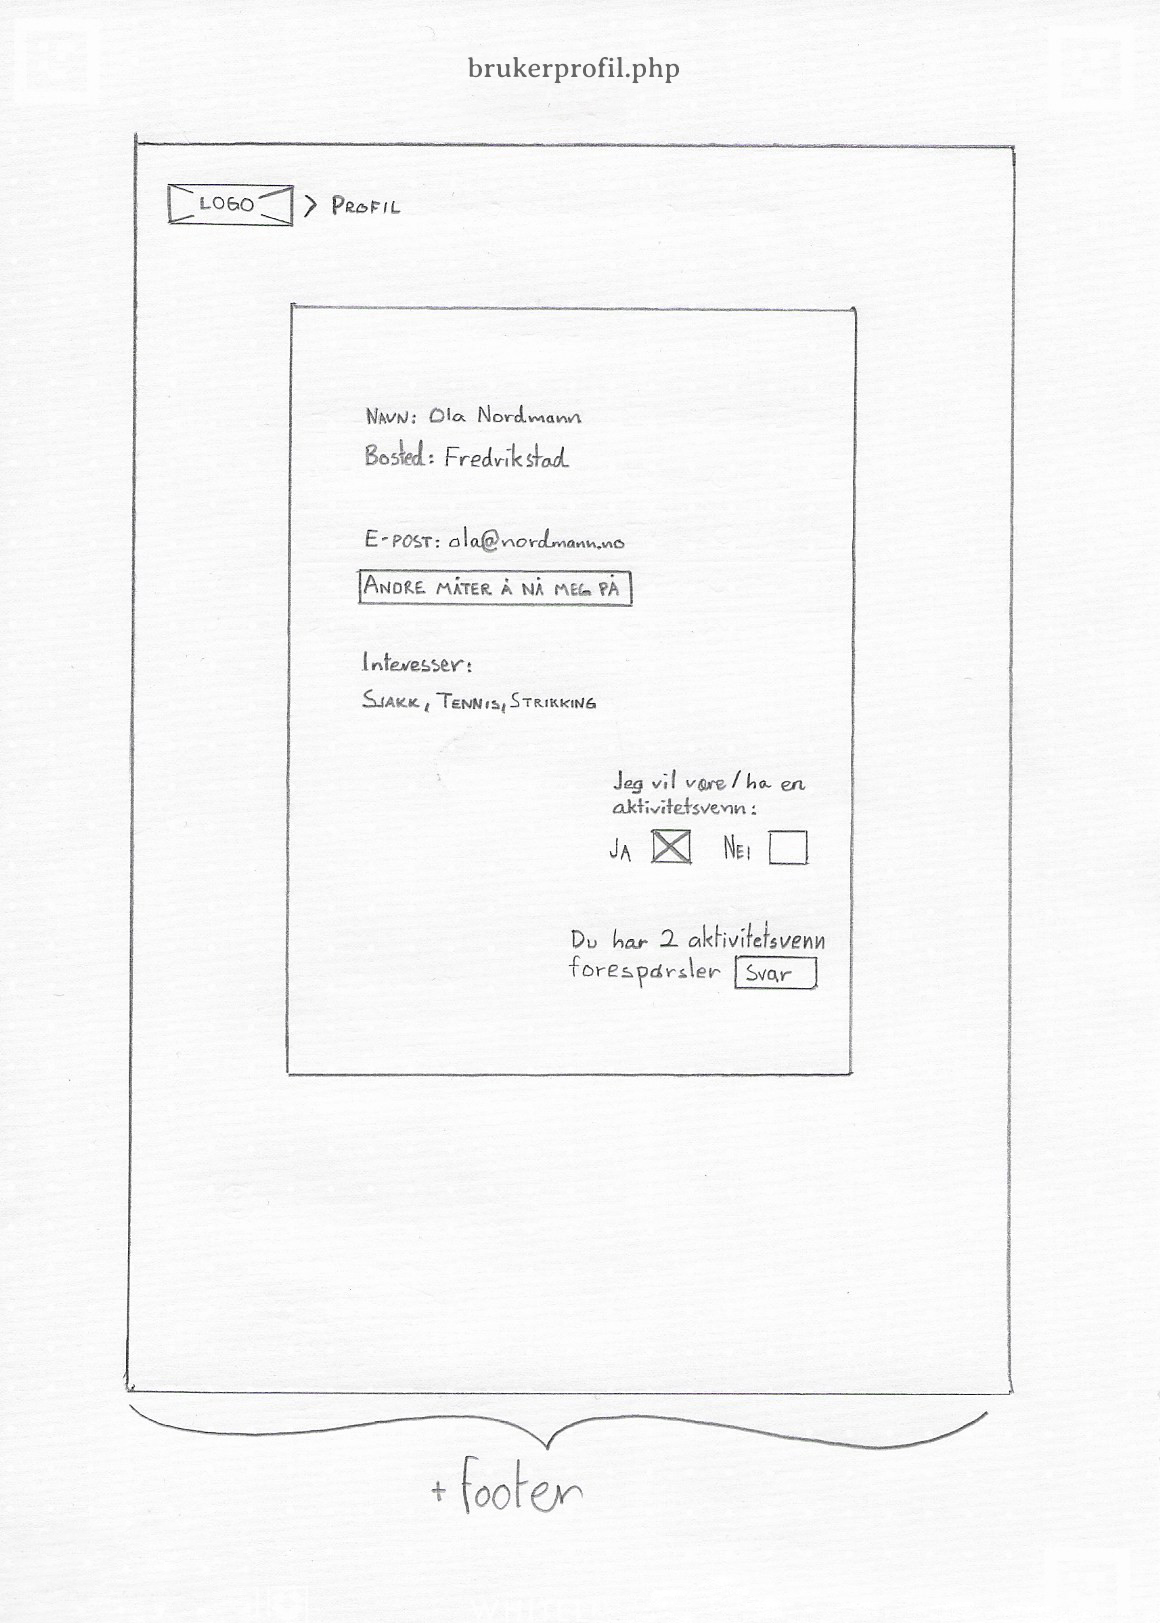 brukerprofil.php
LOGO > PROFIL
NAVN: Ola Nordmann
Bosted: Fredrikstad
E-POST: ola@nordmann.no
ANDRE MÅTER Å NÅ MEG PÅ
Interesser:
SJAKK, TENNIS, STRIKKING
Jeg vil være/ha en
aktivitetsvenn:
JA NEI
Du har 2 aktivitetsvenn
forespørsler Svar
+ footer